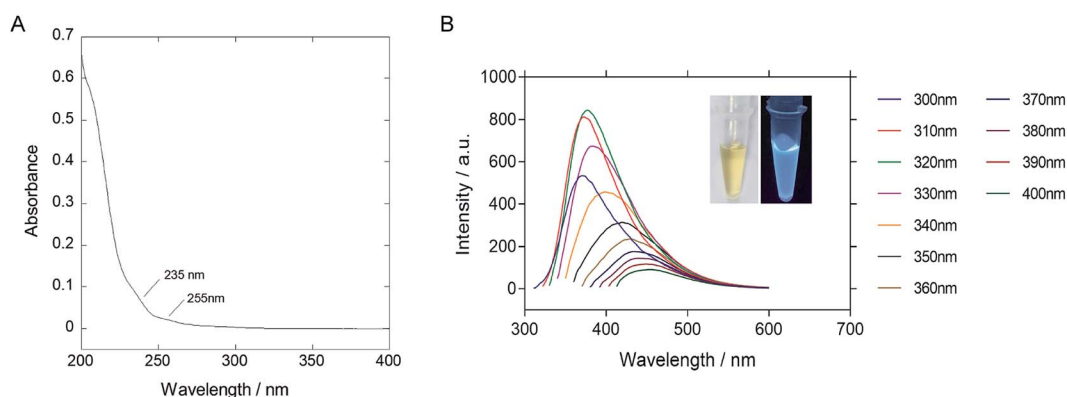 A
0.7
0.6
0.5
0.4
0.3
0.2
0.1
0
235 nm
255nm
200
250
300
350
400
Absorbance
Wavelength / nm
B
1000
800
600
400
200
0
300
400
500
600
700
Intensity / a.u.
Wavelength / nm
300nm
310nm
320nm
330nm
340nm
350nm
360nm
370nm
380nm
390nm
400nm